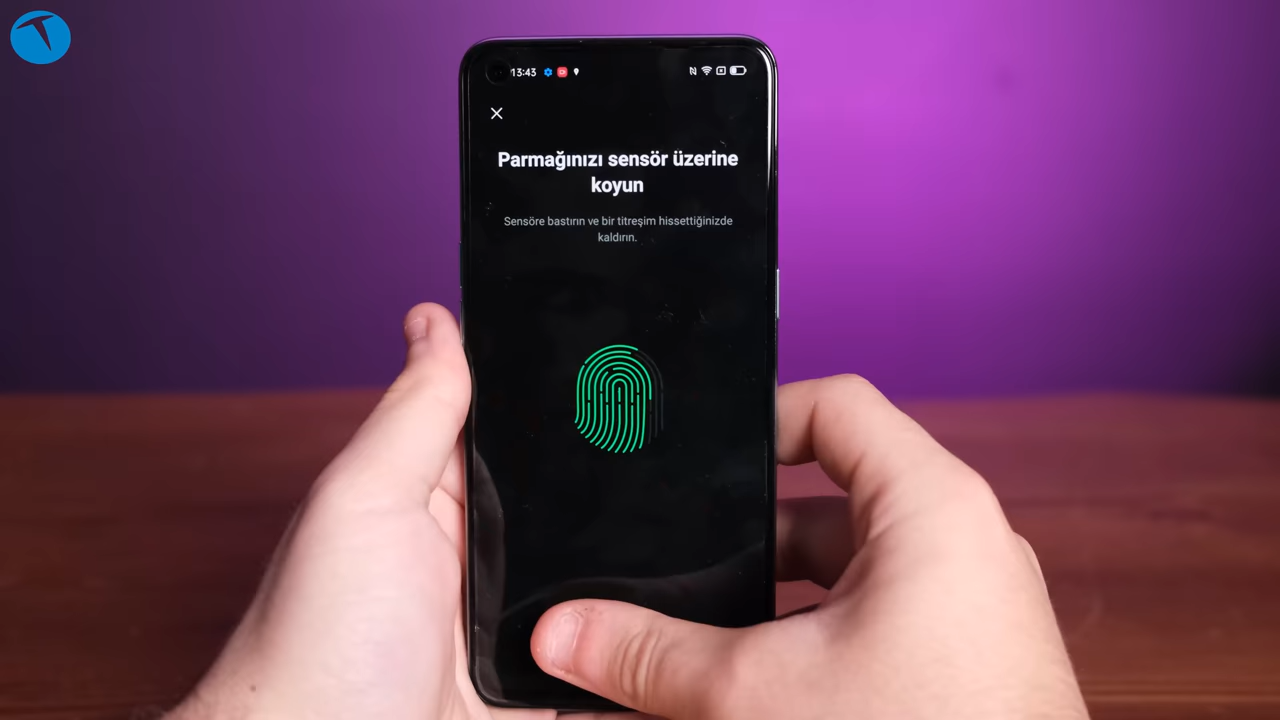 13:43
Parmağınızı sensör üzerine
koyun
Sensöre bastırın ve bir titreşim hissettiğinizde
kaldırın.